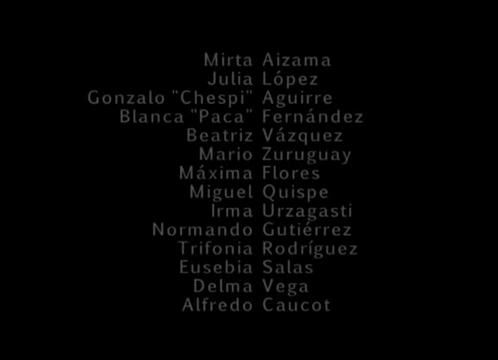 Mirta Aizama
Julia López
Gonzalo "Chespi" Aguirre
Blanca "Paca" Fernández
Beatriz Vázquez
Mario Zuruguay
Máxima Flores
Miguel Quispe
Irma Urzagasti
Normando Gutiérrez
Trifonia Rodríguez
Eusebia Salas
Delma Vega
Alfredo Caucot